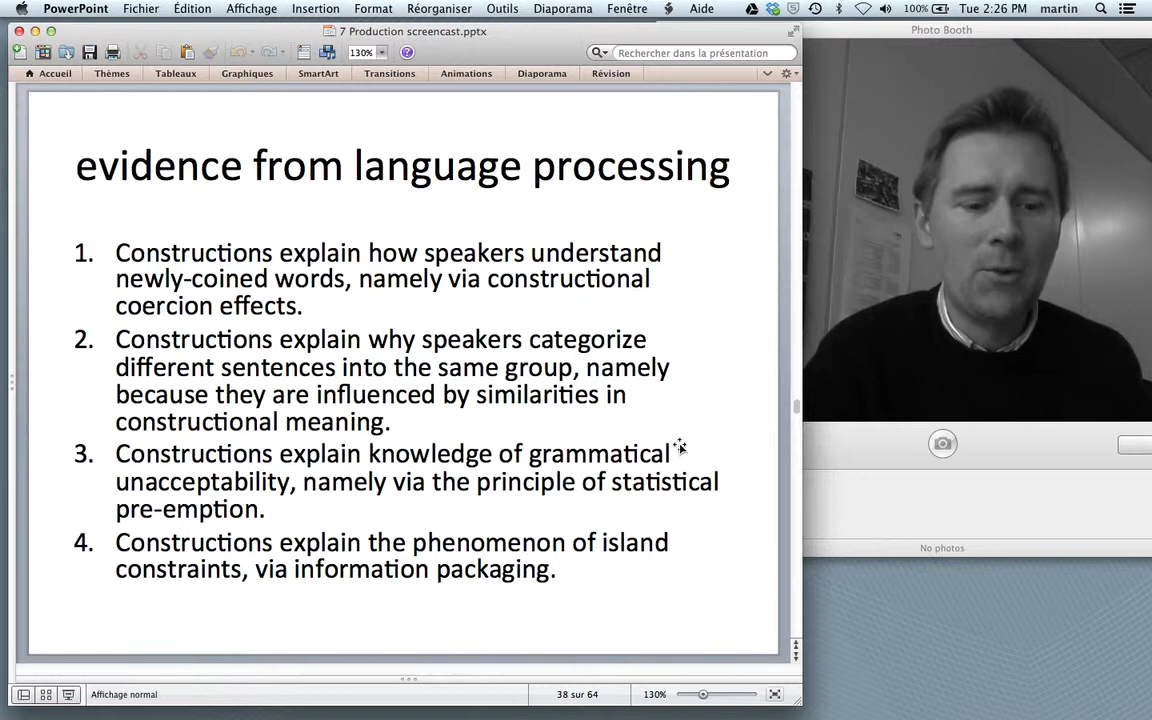 PowerPoint Fichier Édition Affichage Insertion Format Réorganiser Outils Diaporama Fenêtre Aide 100% Tue 2:26 PM martin
7 Production screencast.pptx
Photo Booth
130% Rechercher dans la présentation
Accueil Thèmes Tableaux Graphiques SmartArt Transitions Animations Diaporama Révision
evidence from language processing
1. Constructions explain how speakers understand
newly-coined words, namely via constructional
coercion effects.
2. Constructions explain why speakers categorize
different sentences into the same group, namely
because they are influenced by similarities in
constructional meaning.
3. Constructions explain knowledge of grammatical
unacceptability, namely via the principle of statistical
pre-emption.
4. Constructions explain the phenomenon of island
constraints, via information packaging.
No photos
Affichage normal 38 sur 64 130%